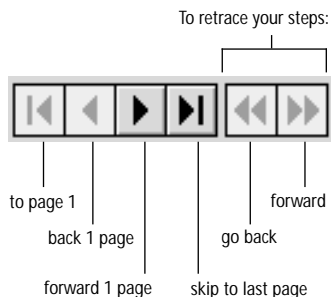 To retrace your steps:
to page 1
forward
back 1 page
go back
forward 1 page
skip to last page